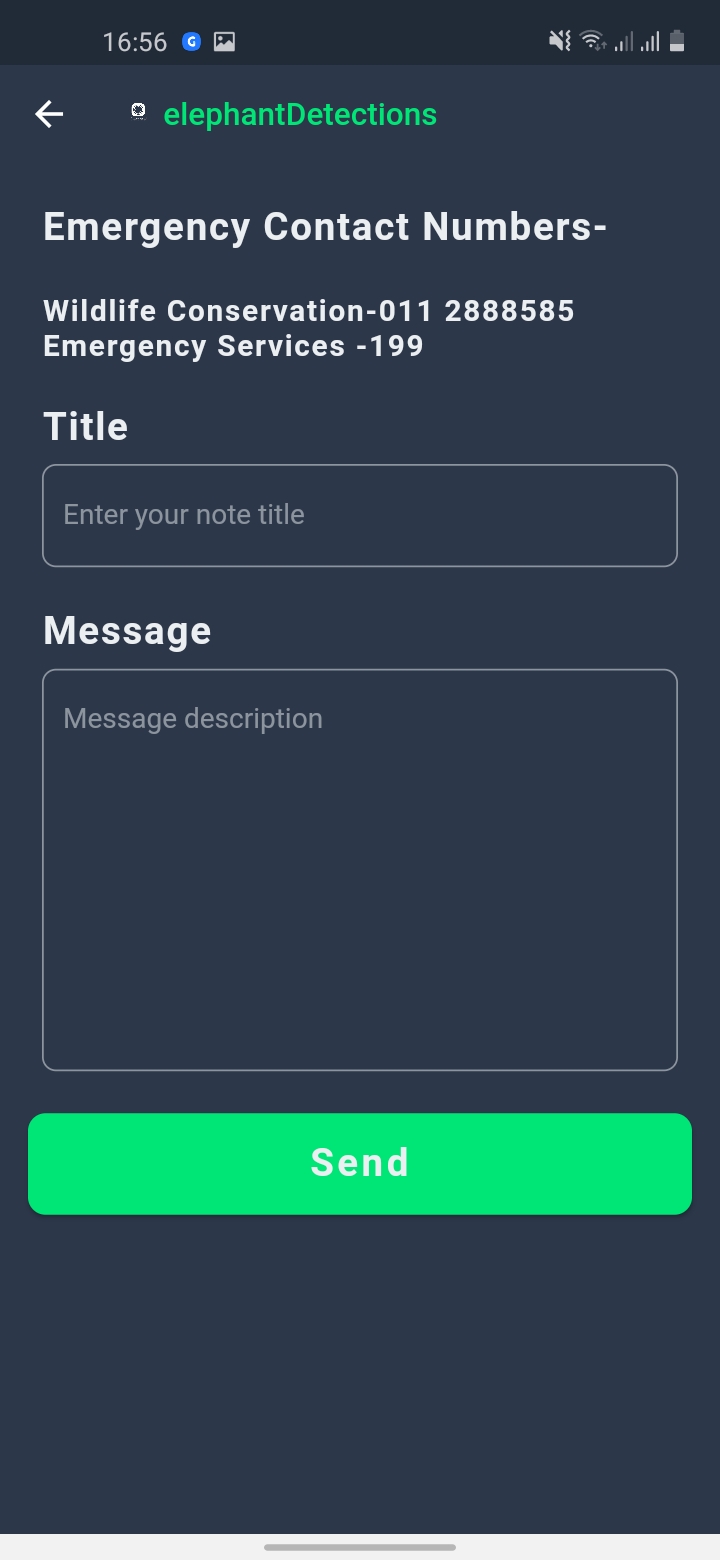 16:56
elephantDetections
Emergency Contact Numbers-
Wildlife Conservation-011 2888585
Emergency Services -199
Title
Enter your note title
Message
Message description
Send